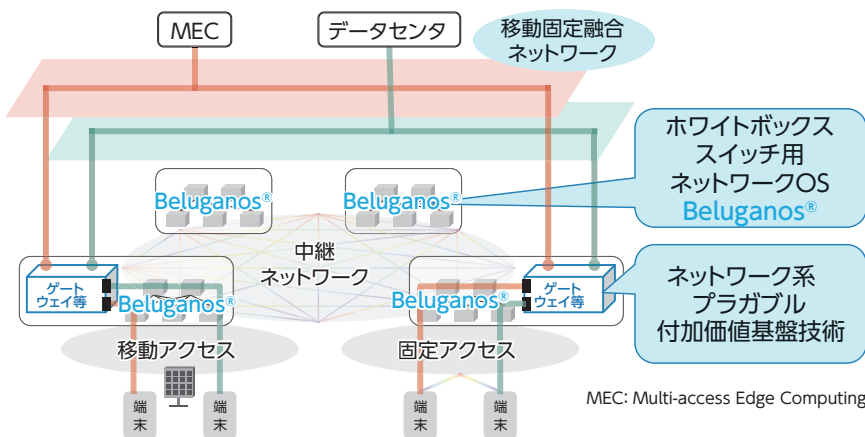 MEC
データセンタ
移動固定融合
ネットワーク
ホワイトボックス
スイッチ用
ネットワークOS
Beluganos®
Beluganos®
Beluganos®
中継
ネットワーク
ゲート
ウェイ等
Beluganos®
Beluganos®
ゲート
ウェイ等
ネットワーク系
プラガブル
付加価値基盤技術
移動アクセス
固定アクセス
端末
端末
端末
端末
MEC: Multi-access Edge Computing